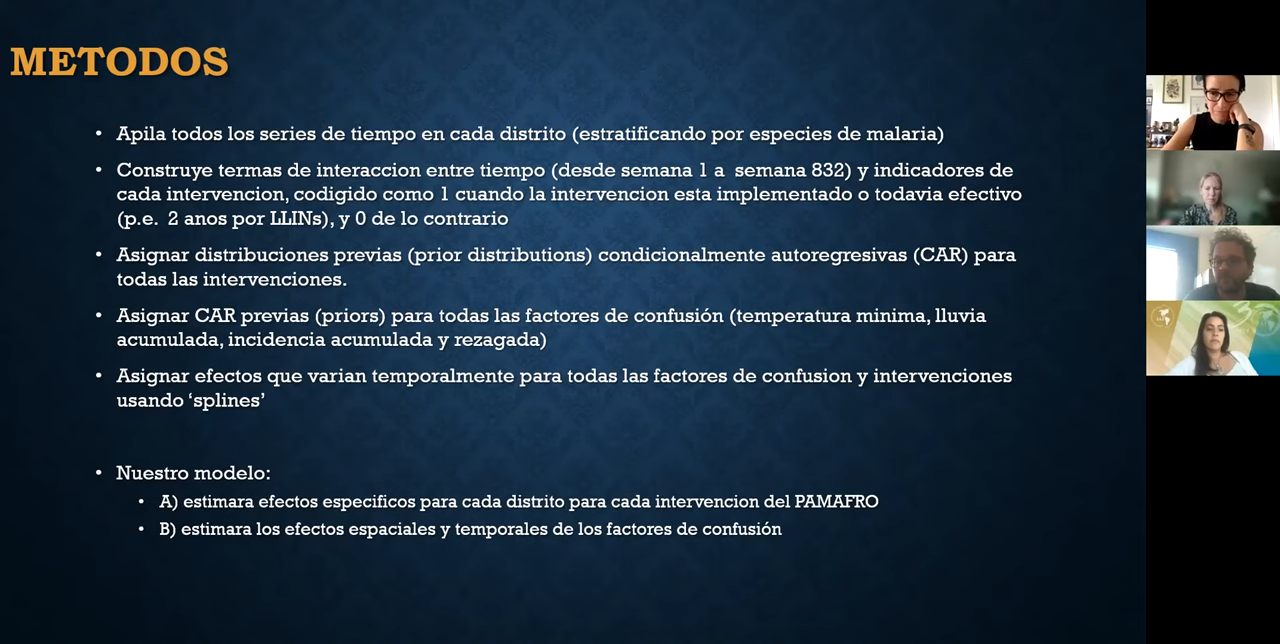 METODOS
• Apila todos los series de tiempo en cada distrito (estratificando por especies de malaria)
• Construye termas de interaccion entre tiempo (desde semana 1 a semana 832) y indicadores de
cada intervencion, codigido como 1 cuando la intervencion esta implementado o todavia efectivo
(p.e. 2 anos por LLINs), y 0 de lo contrario
• Asignar distribuciones previas (prior distributions) condicionalmente autoregresivas (CAR) para
todas las intervenciones.
• Asignar CAR previas (priors) para todas las factores de confusión (temperatura minima, lluvia
acumulada, incidencia acumulada y rezagada)
• Asignar efectos que varian temporalmente para todas las factores de confusion y intervenciones
usando ‘splines’
• Nuestro modelo:
• A) estimara efectos especificos para cada distrito para cada intervencion del PAMAFRO
• B) estimara los efectos espaciales y temporales de los factores de confusión